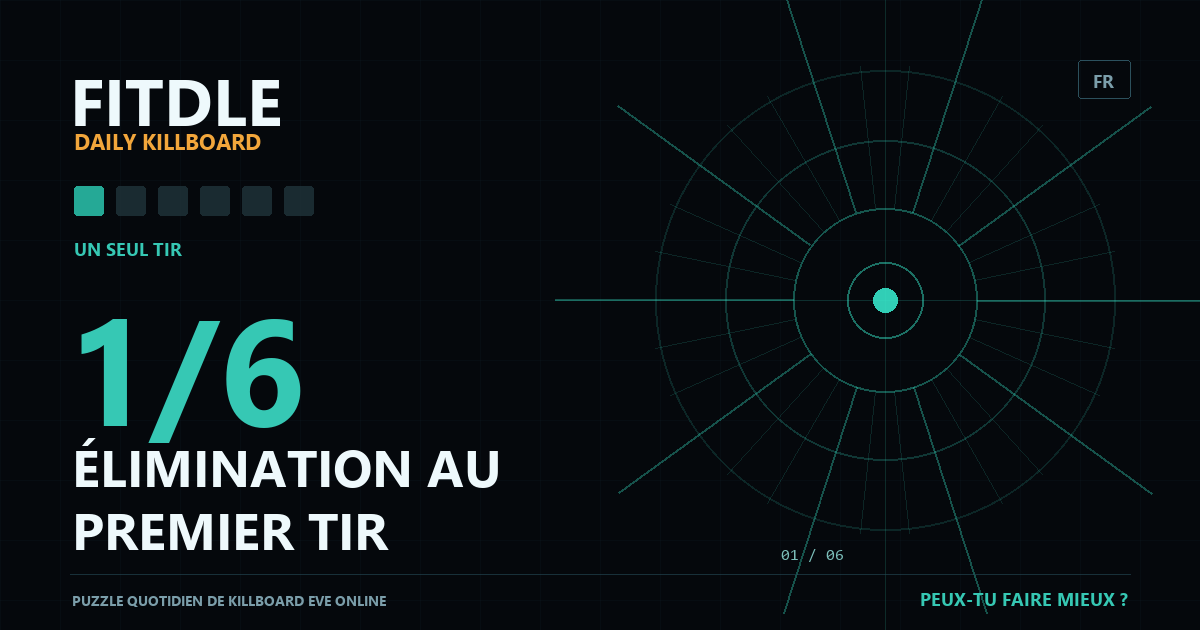 FITDLE
DAILY KILLBOARD
FR
UN SEUL TIR
1/6
ÉLIMINATION AU
PREMIER TIR
01 / 06
PUZZLE QUOTIDIEN DE KILLBOARD EVE ONLINE
PEUX-TU FAIRE MIEUX ?